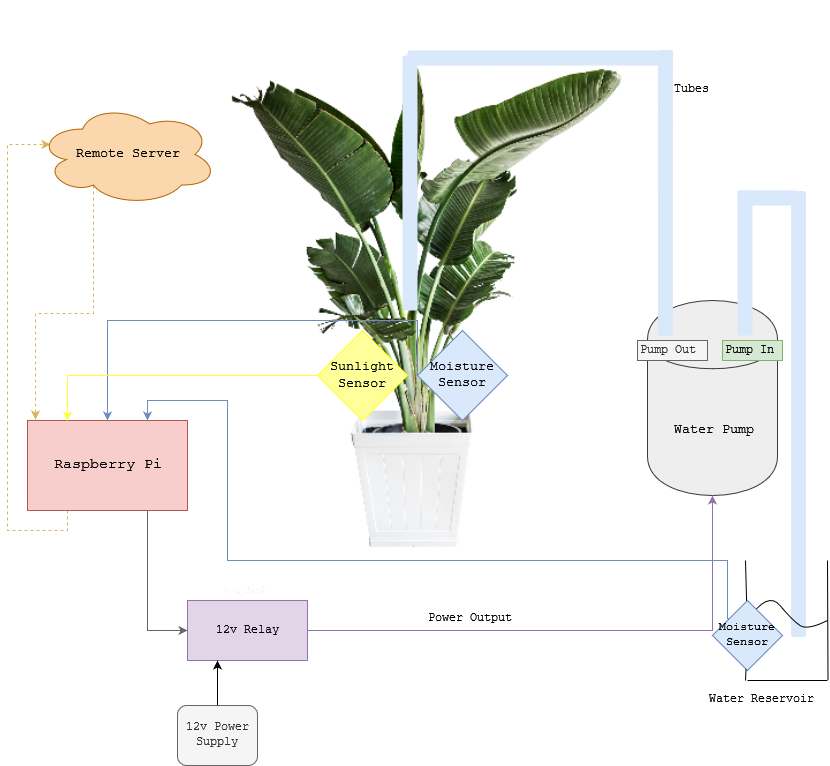 Tubes
Remote Server
Pump Out
Pump In
Sunlight
Sensor
Moisture
Sensor
Water Pump
Raspberry Pi
Power Output
12v Relay
Moisture
Sensor
Water Reservoir
12v Power
Supply